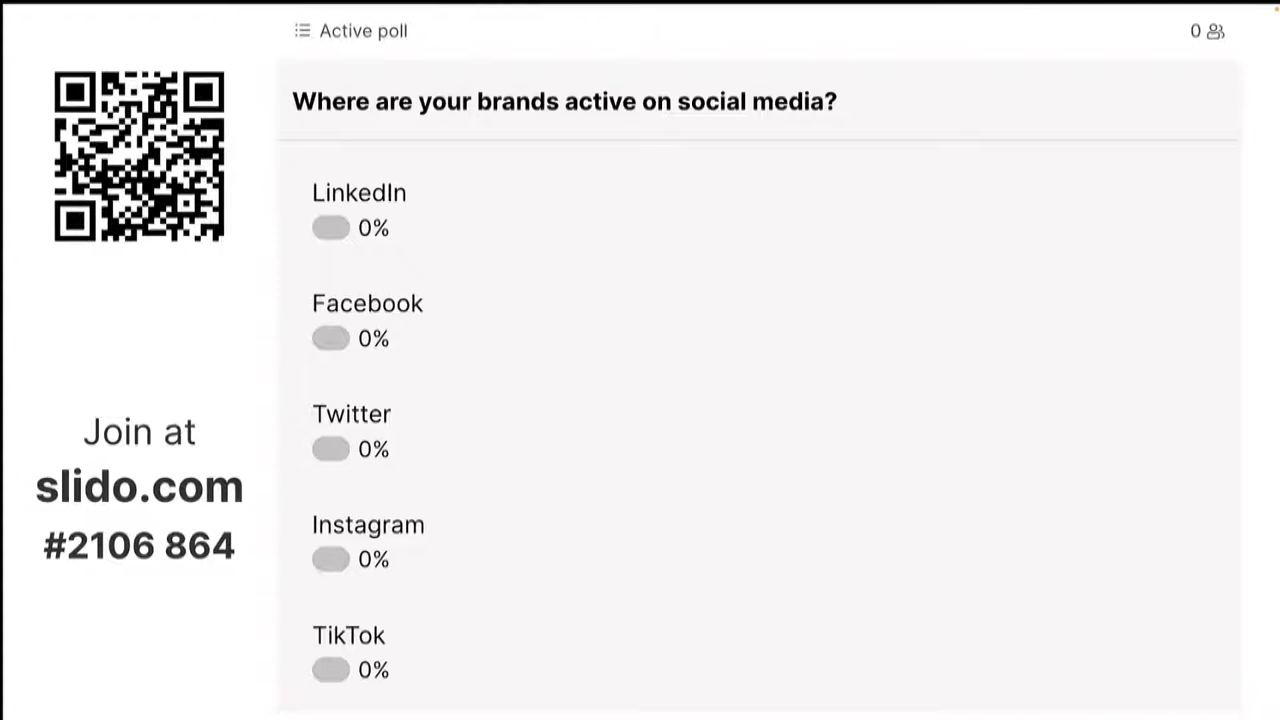 Active poll
0
Where are your brands active on social media?
LinkedIn
0%
Facebook
0%
Twitter
0%
Instagram
0%
TikTok
0%
Join at
slido.com
#2106 864